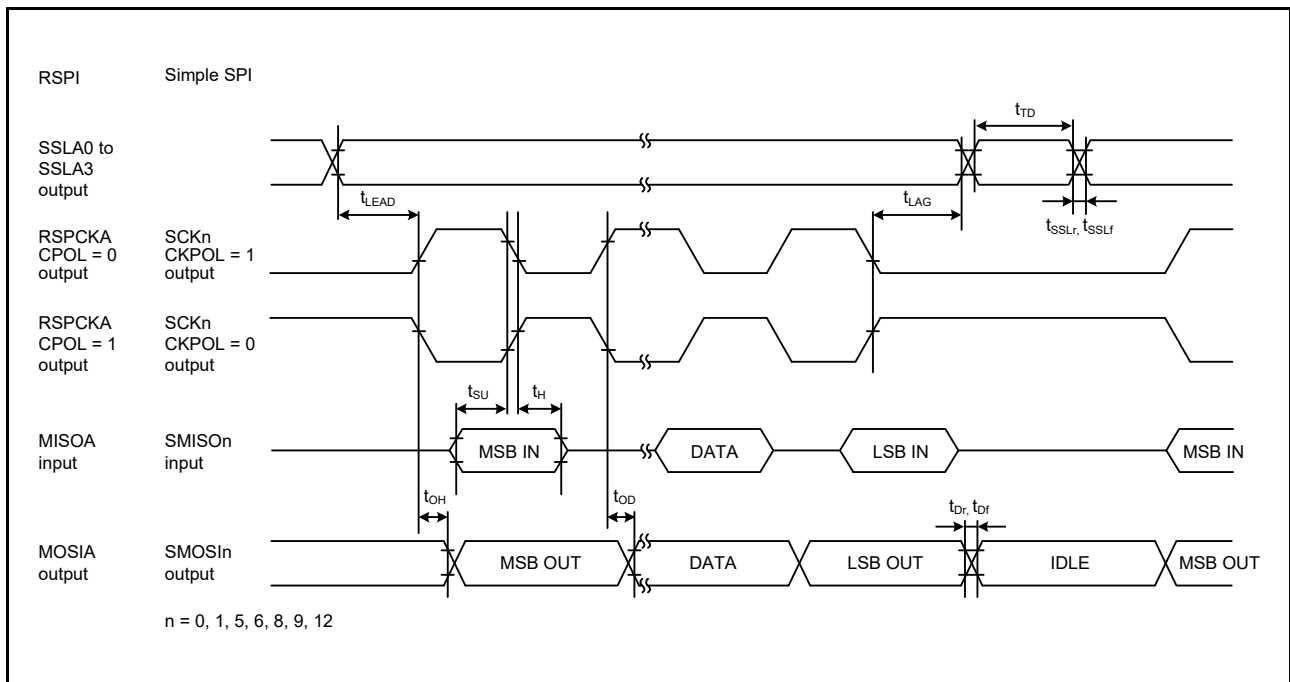 RSPI
Simple SPI
tTD
SSLA0 to
SSLA3
output
tLEAD
tLAG
tSSLr, tSSLf
RSPCKA
CPOL = 0
output
SCKn
CKPOL = 1
output
RSPCKA
CPOL = 1
output
SCKn
CKPOL = 0
output
tSU
tH
MISOA
input
SMISOn
input
MSB IN
DATA
LSB IN
MSB IN
tOH
tOD
tDr, tDf
MOSIA
output
SMOSIn
output
MSB OUT
DATA
LSB OUT
IDLE
MSB OUT
n = 0, 1, 5, 6, 8, 9, 12